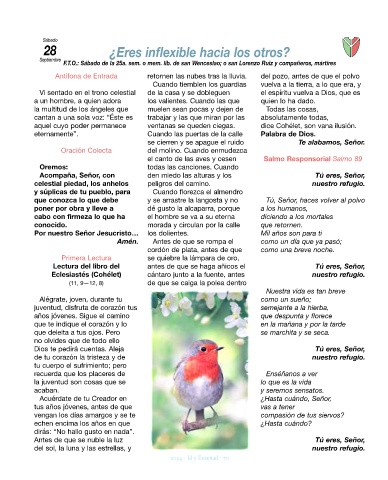 Sábado
28
Septiembre
¿Eres inflexible hacia los otros?
F.T.O.: Sábado de la 25a. sem. o mem. lib. de san Wenceslao; o san Lorenzo Ruiz y compañeros, mártires
Antífona de Entrada
Vi sentado en el trono celestial
a un hombre, a quien adora
la multitud de los ángeles que
cantan a una sola voz: “Éste es
aquel cuyo poder permanece
eternamente”.
Oración Colecta
Oremos:
Acompaña, Señor, con
celestial piedad, los anhelos
y súplicas de tu pueblo, para
que conozca lo que debe
poner por obra y lleve a
cabo con firmeza lo que ha
conocido.
Por nuestro Señor Jesucristo…
Amén.
Primera Lectura
Lectura del libro del
Eclesiastés (Cohélet)
(11, 9—12, 8)
Alégrate, joven, durante tu
juventud, disfruta de corazón tus
años jóvenes. Sigue el camino
que te indique el corazón y lo
que deleita a tus ojos. Pero
no olvides que de todo ello
Dios te pedirá cuentas. Aleja
de tu corazón la tristeza y de
tu cuerpo el sufrimiento; pero
recuerda que los placeres de
la juventud son cosas que se
acaban.
Acuérdate de tu Creador en
tus años jóvenes, antes de que
vengan los días amargos y se te
echen encima los años en que
dirás: “No hallo gusto en nada”.
Antes de que se nuble la luz
del sol, la luna y las estrellas, y
retornen las nubes tras la lluvia.
Cuando tiemblen los guardias
de la casa y se dobleguen
los valientes. Cuando las que
muelen sean pocas y dejen de
trabajar y las que miran por las
ventanas se queden ciegas.
Cuando las puertas de la calle
se cierren y se apague el ruido
del molino. Cuando enmudezca
el canto de las aves y cesen
todas las canciones. Cuando
den miedo las alturas y los
peligros del camino.
Cuando florezca el almendro
y se arrastre la langosta y no
dé gusto la alcaparra, porque
el hombre se va a su eterna
morada y circulan por la calle
los dolientes.
Antes de que se rompa el
cordón de plata, antes de que
se quiebre la lámpara de oro,
antes de que se haga añicos el
cántaro junto a la fuente, antes
de que se caiga la polea dentro
del pozo, antes de que el polvo
vuelva a la tierra, a lo que era, y
el espíritu vuelva a Dios, que es
quien lo ha dado.
Todas las cosas,
absolutamente todas,
dice Cohélet, son vana ilusión.
Palabra de Dios.
Te alabamos, Señor.
Salmo Responsorial Salmo 89
Tú eres, Señor,
nuestro refugio.
Tú, Señor, haces volver al polvo
a los humanos,
diciendo a los mortales
que retornen.
Mil años son para ti
como un día que ya pasó;
como una breve noche.
Tú eres, Señor,
nuestro refugio.
Nuestra vida es tan breve
como un sueño;
semejante a la hierba,
que despunta y florece
en la mañana y por la tarde
se marchita y se seca.
Tú eres, Señor,
nuestro refugio.
Enséñanos a ver
lo que es la vida
y seremos sensatos.
¿Hasta cuándo, Señor,
vas a tener
compasión de tus siervos?
¿Hasta cuándo?
Tú eres, Señor,
nuestro refugio.